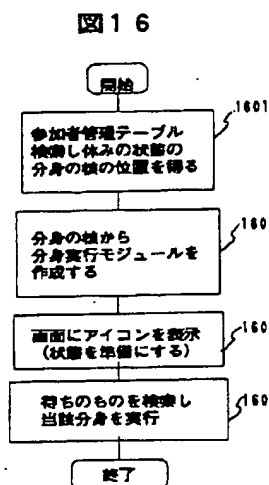 図１６
開始
1601
参加者管理テーブル
検索し休みの状態の
分身の核の位置を得る
160
分身の核から
分身実行モジュールを
作成する
160
画面にアイコンを表示
(状態を準備にする)
160
待ちのものを検索し
当該分身を実行
終了